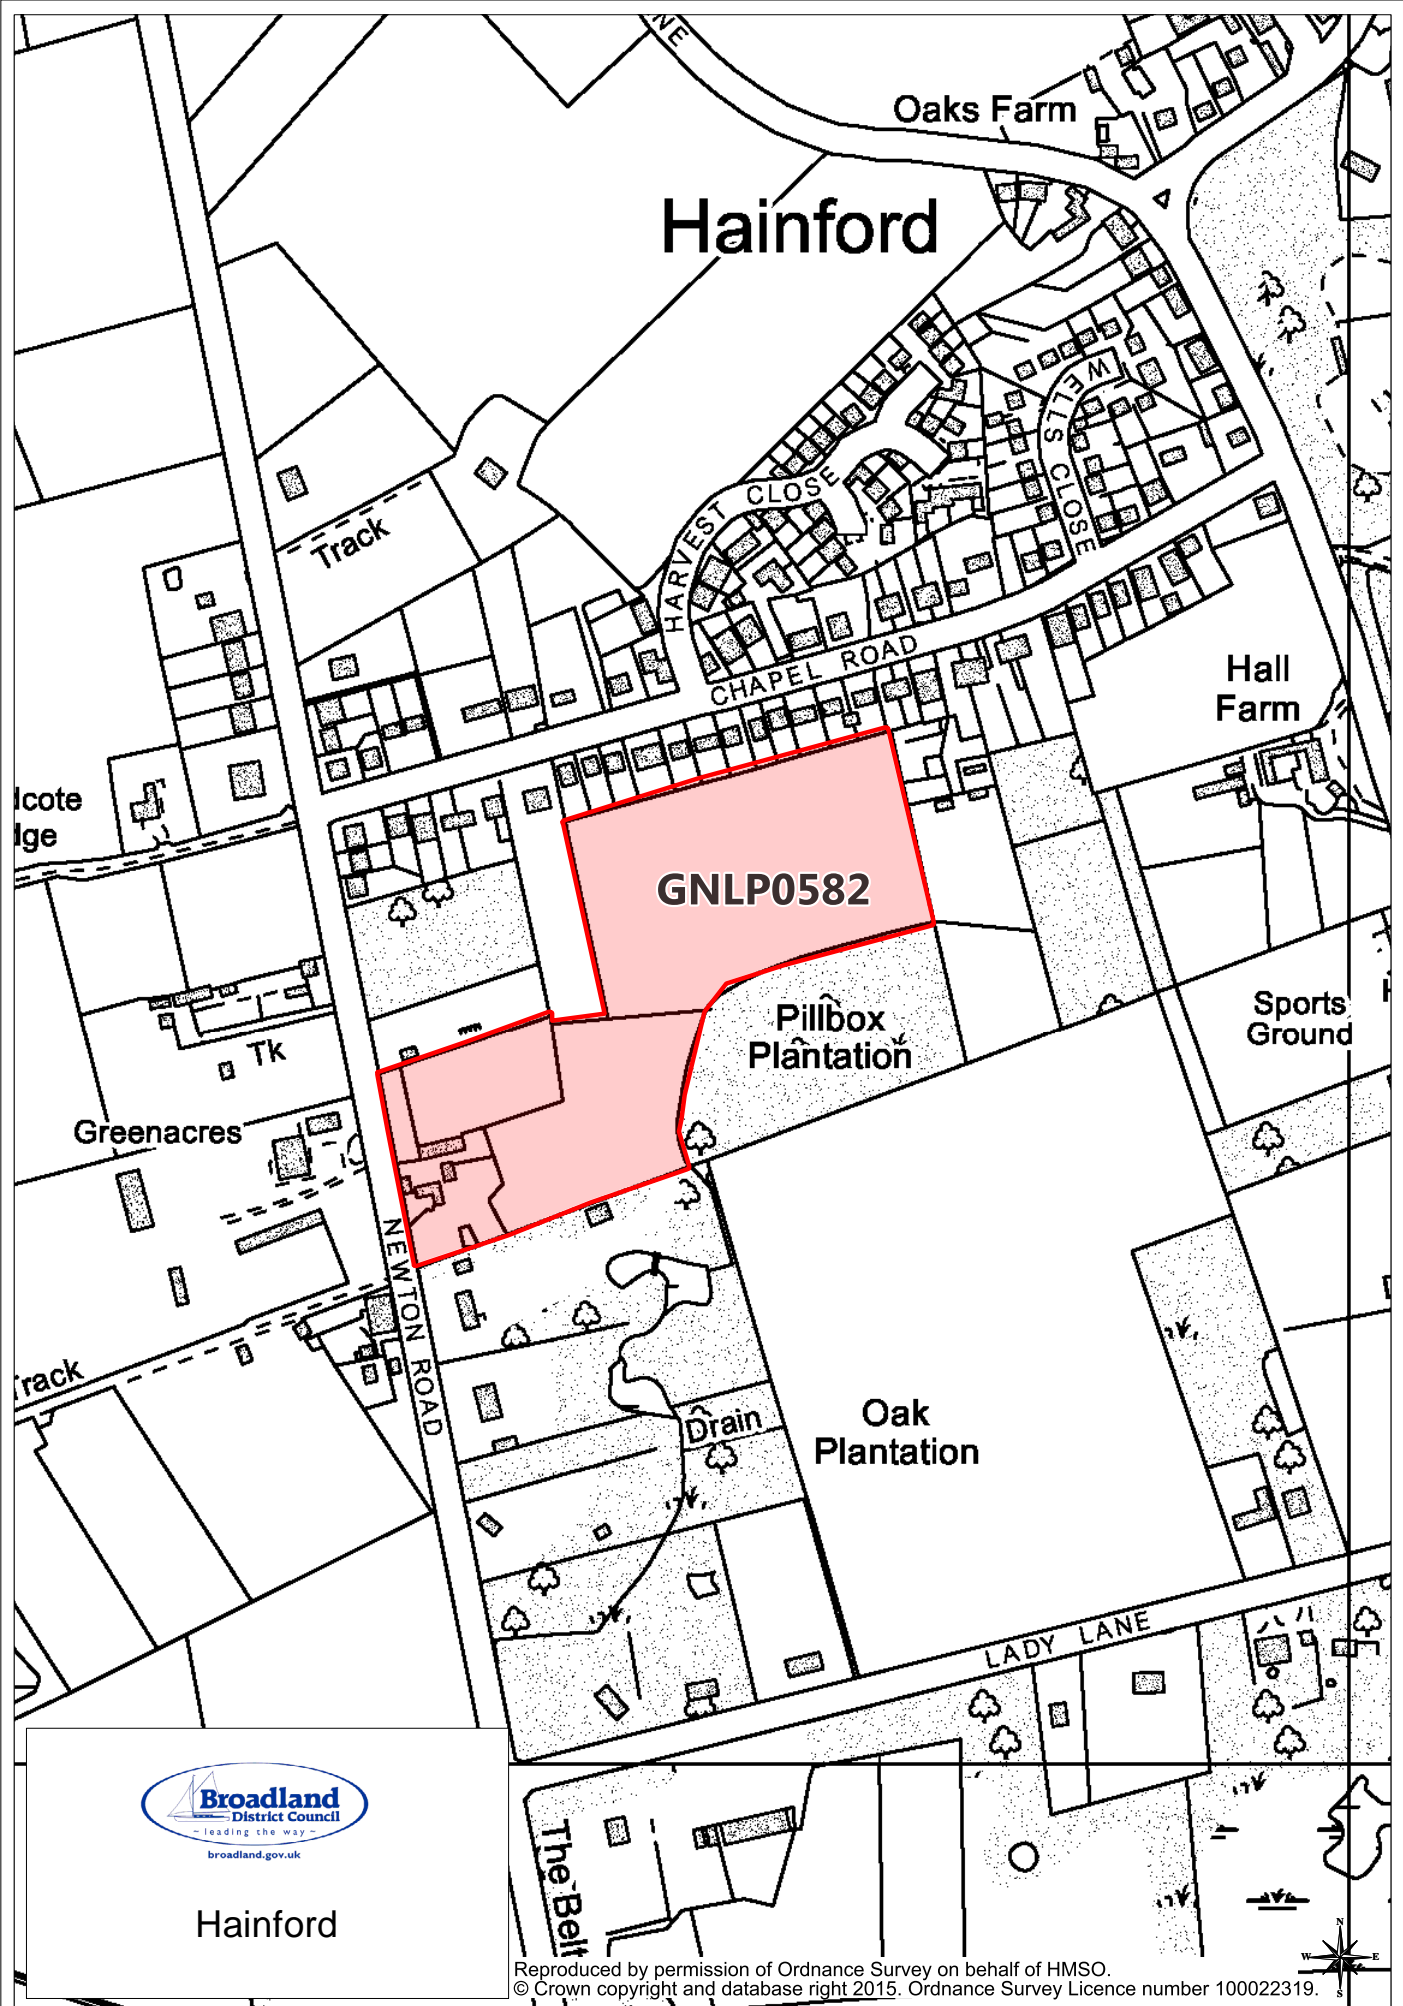 NE
Oaks Farm
Hainford
WELLS CLOSE
HARVEST CLOSE
Track
CHAPEL ROAD
Hall
Farm
dcote
dge
GNLP0582
Sports
Ground
Pillbox
Plantation
Tk
Greenacres
NEWTON ROAD
Track
Oak
Plantation
Drain
LADY LANE
The Belt
Broadland
District Council
~ leading the way ~
broadland.gov.uk
Hainford
N
W E
S
Reproduced by permission of Ordnance Survey on behalf of HMSO.
© Crown copyright and database right 2015. Ordnance Survey Licence number 100022319.